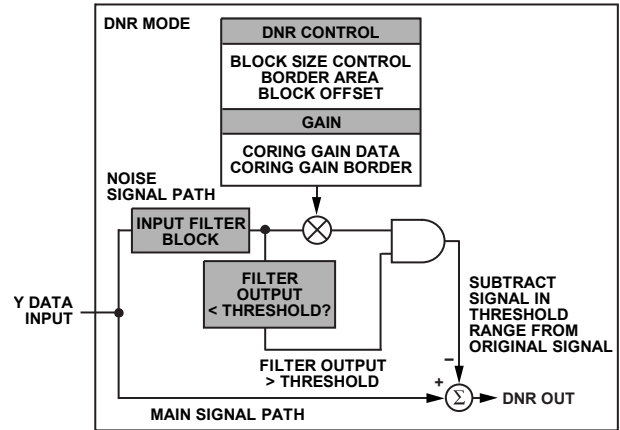 DNR MODE
DNR CONTROL
BLOCK SIZE CONTROL
BORDER AREA
BLOCK OFFSET
GAIN
CORING GAIN DATA
CORING GAIN BORDER
NOISE
SIGNAL PATH
INPUT FILTER
BLOCK
FILTER
OUTPUT
< THRESHOLD?
Y DATA
INPUT
FILTER OUTPUT
> THRESHOLD
SUBTRACT
SIGNAL IN
THRESHOLD
RANGE FROM
ORIGINAL SIGNAL
–
+
Σ
DNR OUT
MAIN SIGNAL PATH